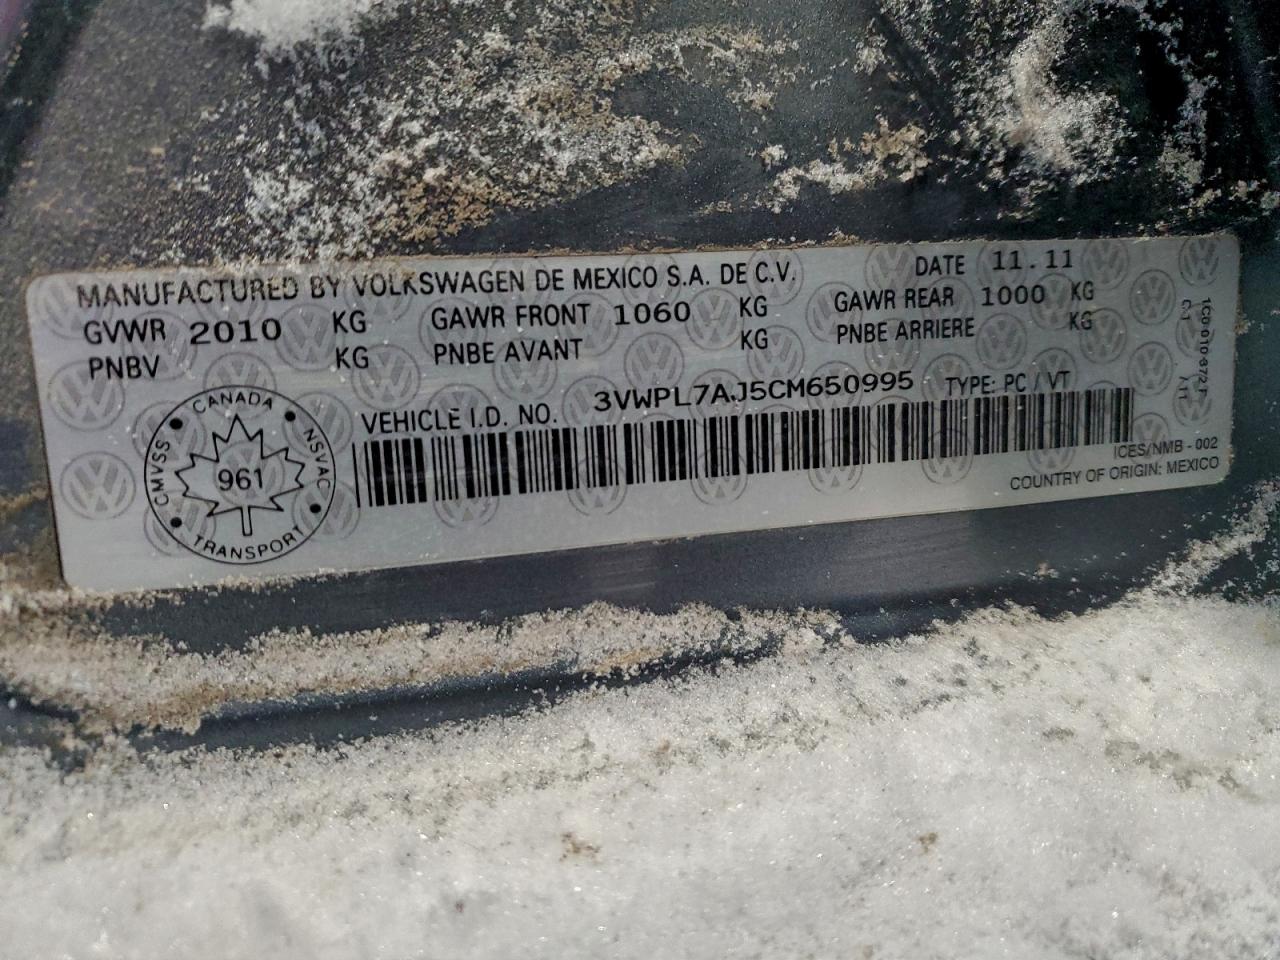 MANUFACTURED BY VOLKSWAGEN DE MEXICO S.A. DE C.V. DATE 11.11
GVWR 2010 KG GAWR FRONT 1060 KG GAWR REAR 1000 KG
PNBV KG PNBE AVANT KG PNBE ARRIERE KG
VEHICLE I.D. NO. 3VWPL7AJ5CM650995 TYPE: PC / VT
CANADA
CMVSS
NSVAC
961
TRANSPORT
ICES/NMB - 002
COUNTRY OF ORIGIN: MEXICO